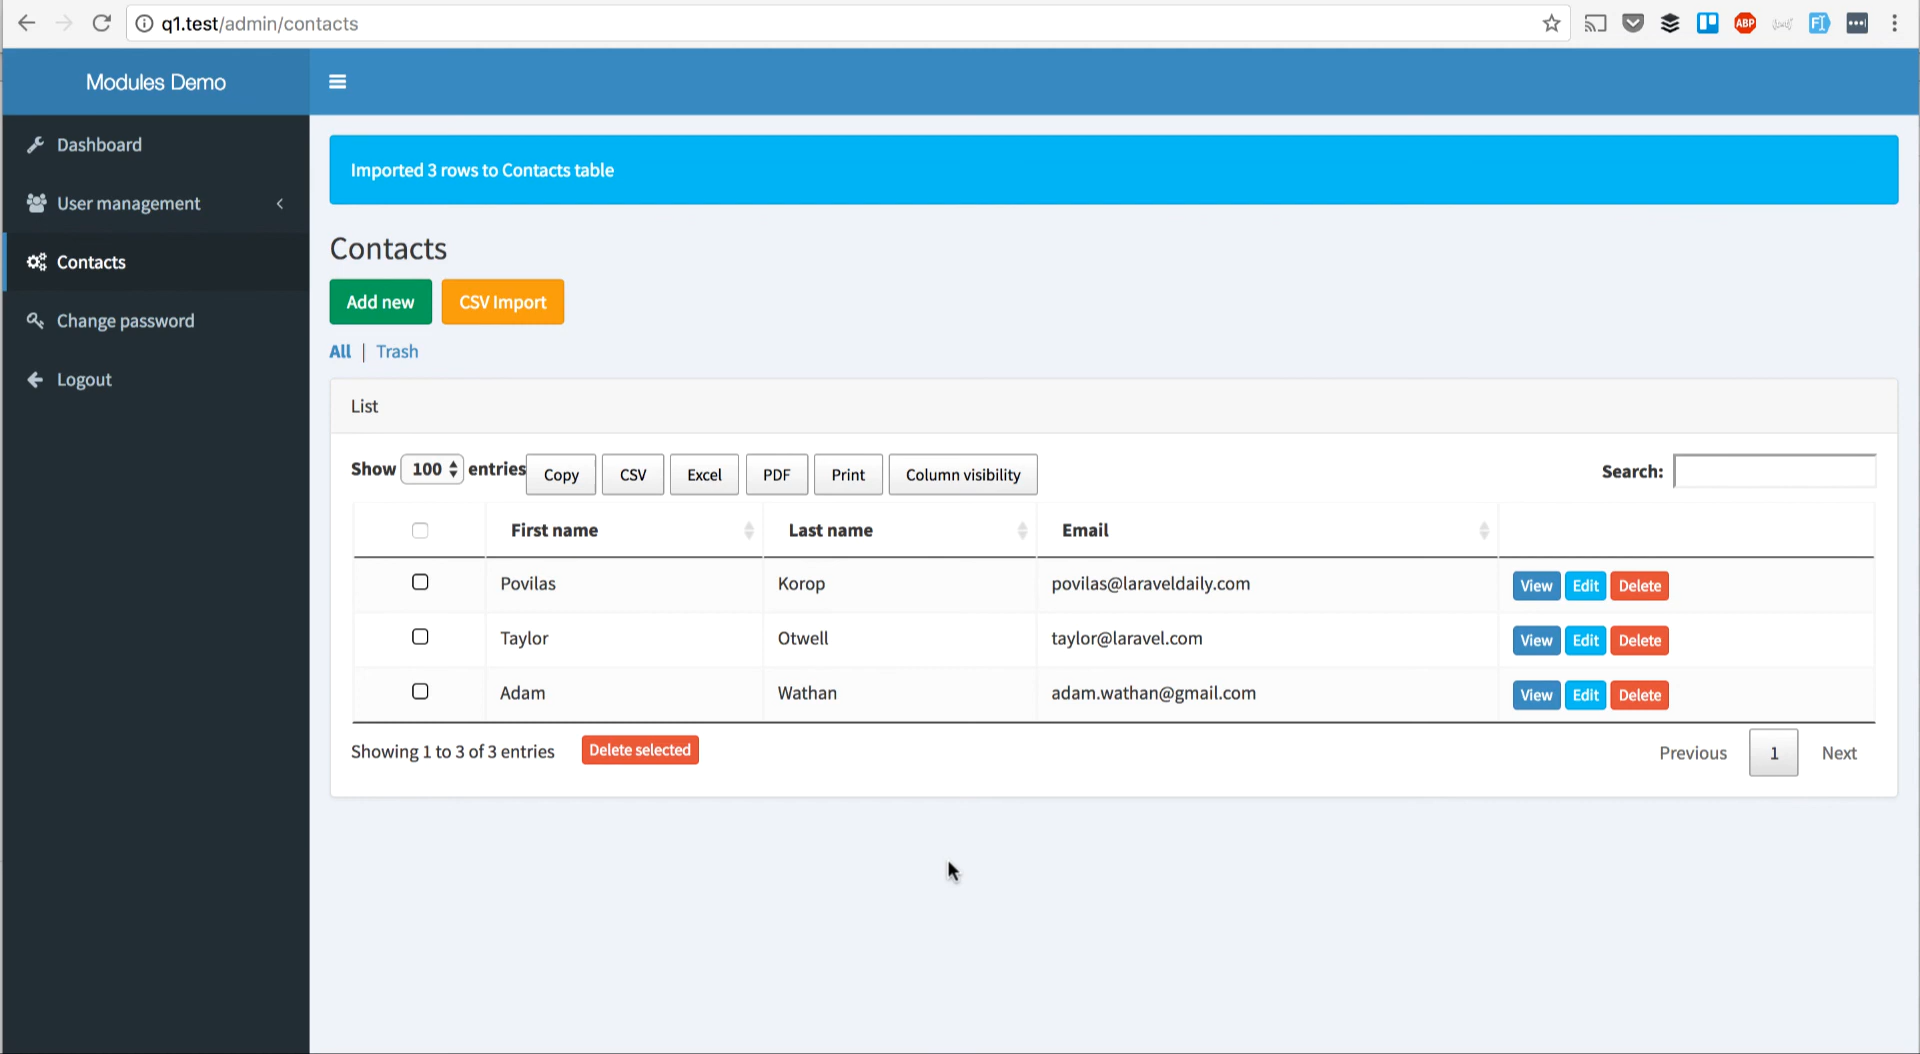 q1.test/admin/contacts
ABP
Modules Demo
Dashboard
User management
Contacts
Change password
Logout
Imported 3 rows to Contacts table
Contacts
Add new CSV Import
All | Trash
List
Show 100 entries Copy CSV Excel PDF Print Column visibility Search:
First name Last name Email
Povilas Korop povilas@laraveldaily.com View Edit Delete
Taylor Otwell taylor@laravel.com View Edit Delete
Adam Wathan adam.wathan@gmail.com View Edit Delete
Showing 1 to 3 of 3 entries Delete selected Previous 1 Next